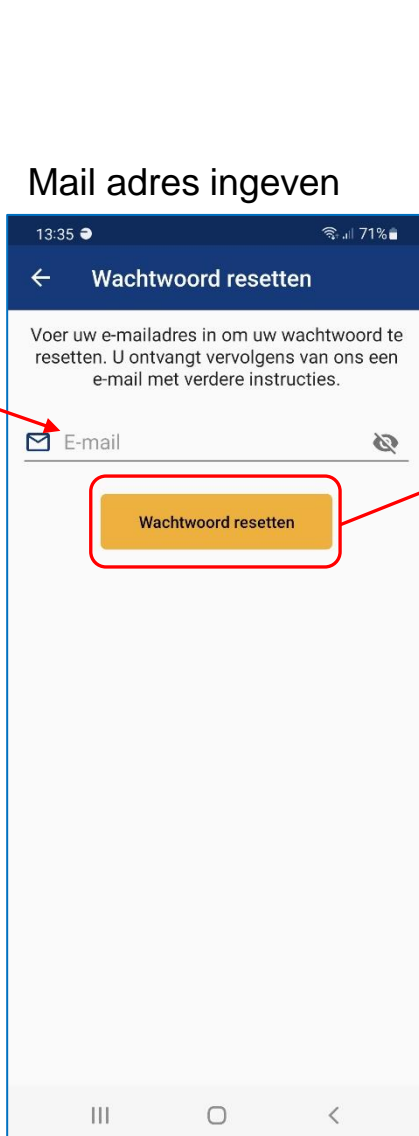 Mail adres ingeven
13:35 71%
Wachtwoord resetten
Voer uw e-mailadres in om uw wachtwoord te
resetten. U ontvangt vervolgens van ons een
e-mail met verdere instructies.
E-mail
Wachtwoord resetten